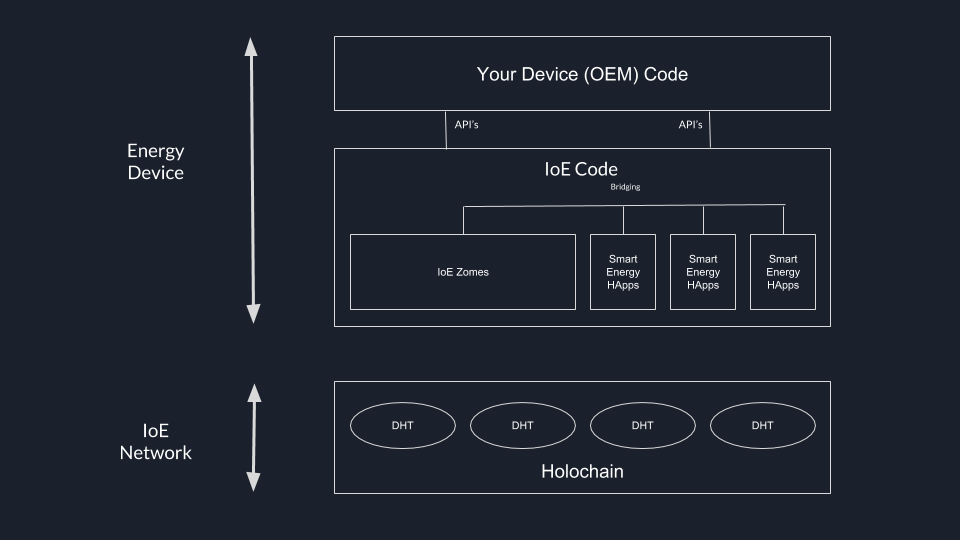 Your Device (OEM) Code
API's
API's
Energy
Device
IoE Code
Bridging
IoE Zomes
Smart
Energy
HApps
Smart
Energy
HApps
Smart
Energy
HApps
IoE
Network
DHT
DHT
DHT
DHT
Holochain